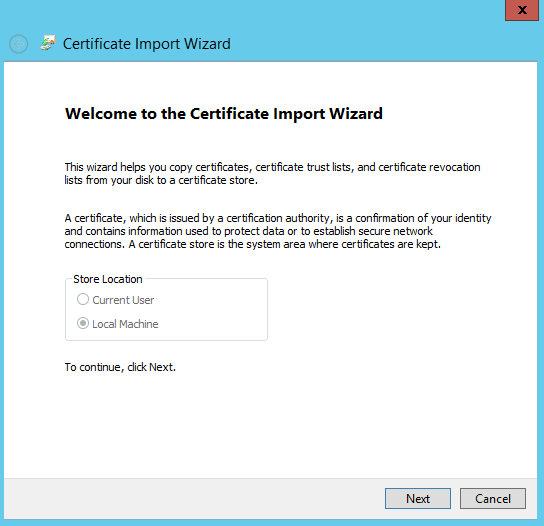 x
Certificate Import Wizard
Welcome to the Certificate Import Wizard
This wizard helps you copy certificates, certificate trust lists, and certificate revocation
lists from your disk to a certificate store.
A certificate, which is issued by a certification authority, is a confirmation of your identity
and contains information used to protect data or to establish secure network
connections. A certificate store is the system area where certificates are kept.
Store Location
Current User
Local Machine
To continue, click Next.
Next
Cancel